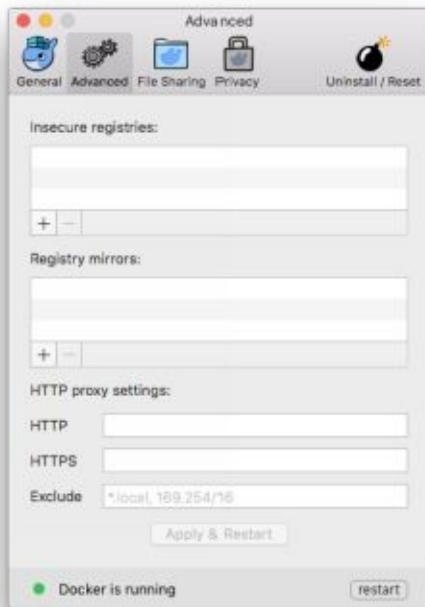 Advanced
General Advanced File Sharing Privacy Uninstall / Reset
Insecure registries:
+ −
Registry mirrors:
+ −
HTTP proxy settings:
HTTP
HTTPS
Exclude *.local, 169.254/16
Apply & Restart
Docker is running restart